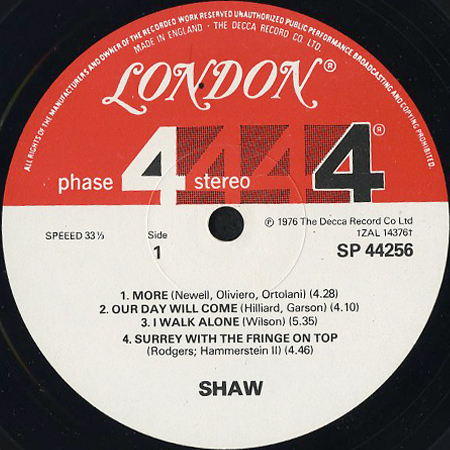 ALL RIGHTS OF THE MANUFACTURERS AND OWNER OF THE RECORDED WORK RESERVED UNAUTHORIZED PUBLIC PERFORMANCE BROADCASTING AND COPYING PROHIBITED.
MADE IN ENGLAND · THE DECCA RECORD CO. LTD.
LONDON®
phase 4 stereo 4 4 4®
℗ 1976 The Decca Record Co Ltd
1ZAL 14376†
SPEEED 33⅓
Side
1
SP 44256
1. MORE (Newell, Oliviero, Ortolani) (4.28)
2. OUR DAY WILL COME (Hilliard, Garson) (4.10)
3. I WALK ALONE (Wilson) (5.35)
4. SURREY WITH THE FRINGE ON TOP
(Rodgers; Hammerstein II) (4.46)
SHAW